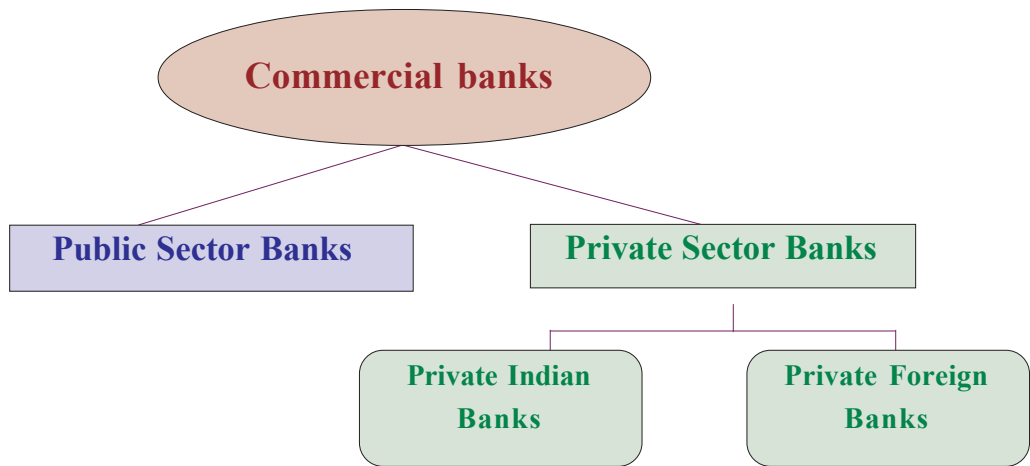 Commercial banks
Public Sector Banks
Private Sector Banks
Private Indian
Banks
Private Foreign
Banks